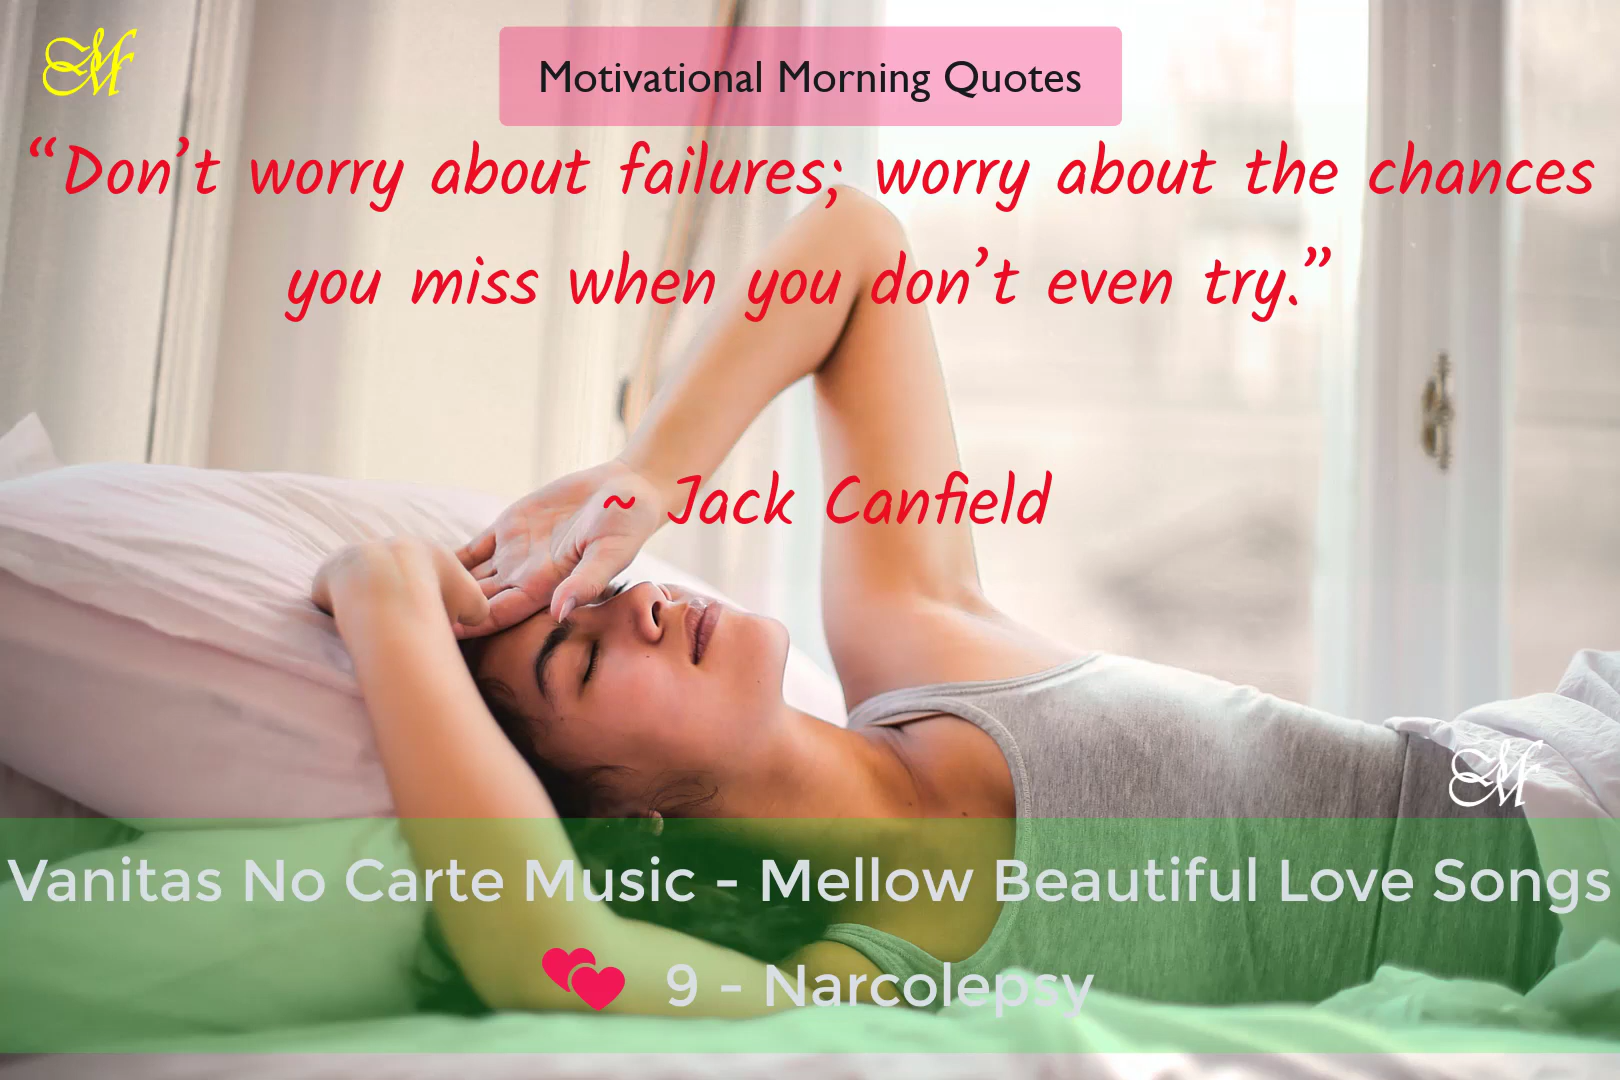 Motivational Morning Quotes
“Don’t worry about failures; worry about the chances
you miss when you don’t even try.”
~ Jack Canfield
Vanitas No Carte Music - Mellow Beautiful Love Songs
9 - Narcolepsy